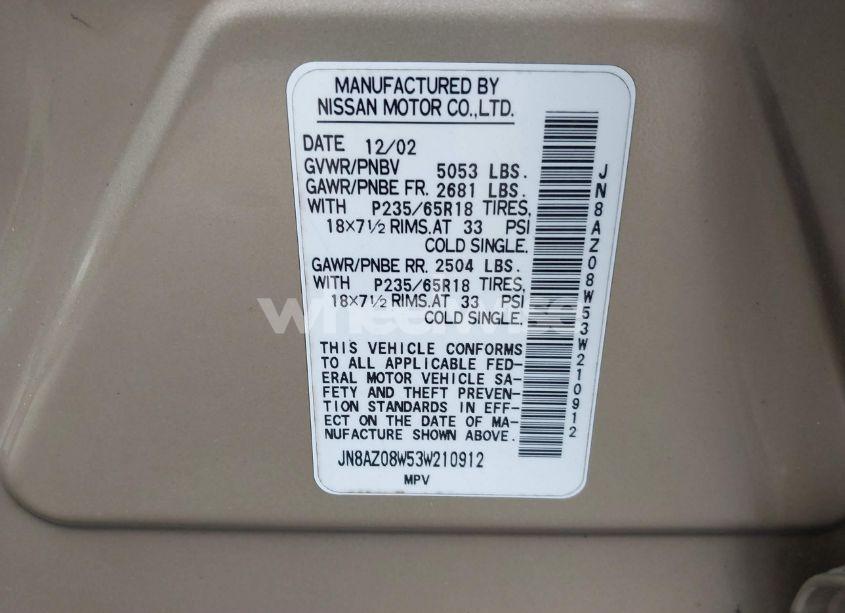 MANUFACTURED BY
NISSAN MOTOR CO.,LTD.
DATE 12/02
GVWR/PNBV 5053 LBS.
GAWR/PNBE FR. 2681 LBS.
WITH P235/65R18 TIRES,
18×7½ RIMS.AT 33 PSI
COLD SINGLE.
GAWR/PNBE RR. 2504 LBS.
WITH P235/65R18 TIRES,
18×7½ RIMS.AT 33 PSI
COLD SINGLE.
THIS VEHICLE CONFORMS
TO ALL APPLICABLE FED-
ERAL MOTOR VEHICLE SA-
FETY AND THEFT PREVEN-
TION STANDARDS IN EFF-
ECT ON THE DATE OF MA-
NUFACTURE SHOWN ABOVE.
JN8AZ08W53W210912
MPV
JN8AZ08W53W210912